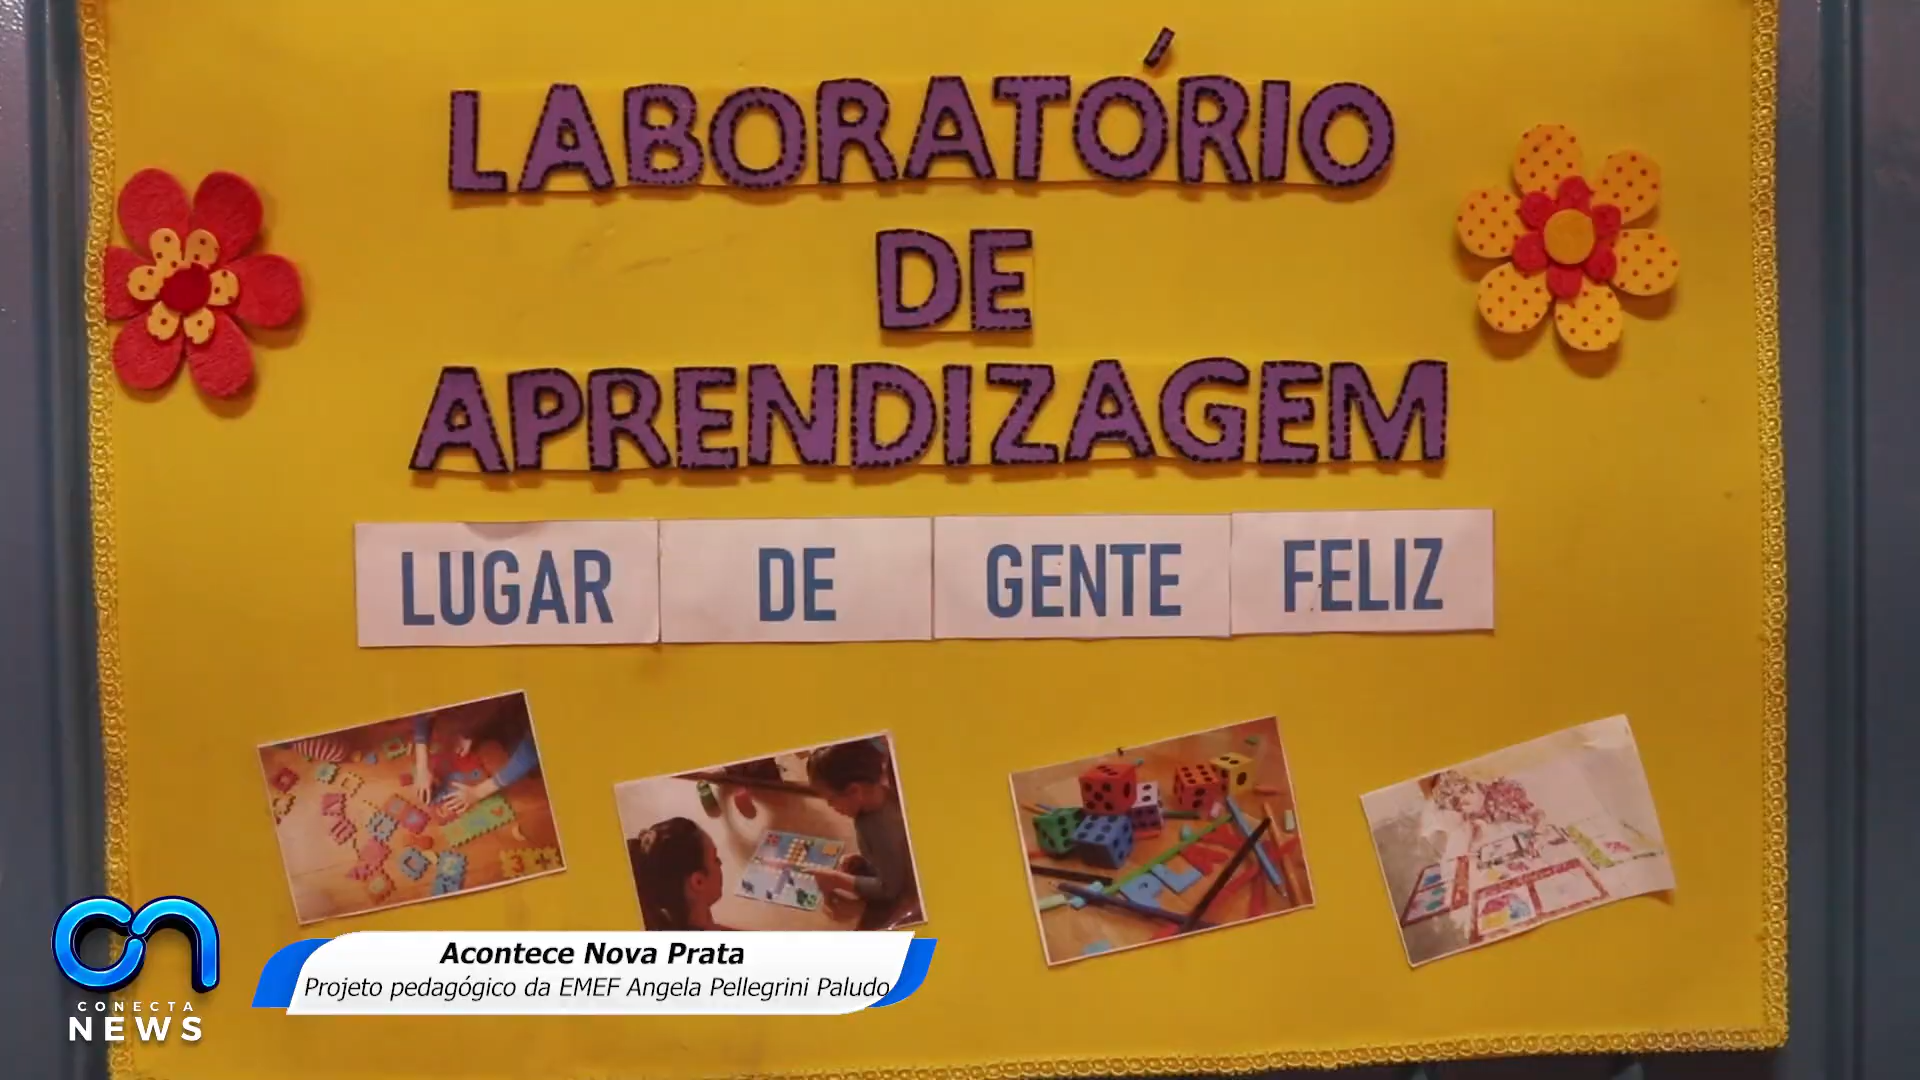 LABORATÓRIO
DE
APRENDIZAGEM
LUGAR DE GENTE FELIZ
Acontece Nova Prata
Projeto pedagógico da EMEF Angela Pellegrini Paludo
CONECTA
NEWS